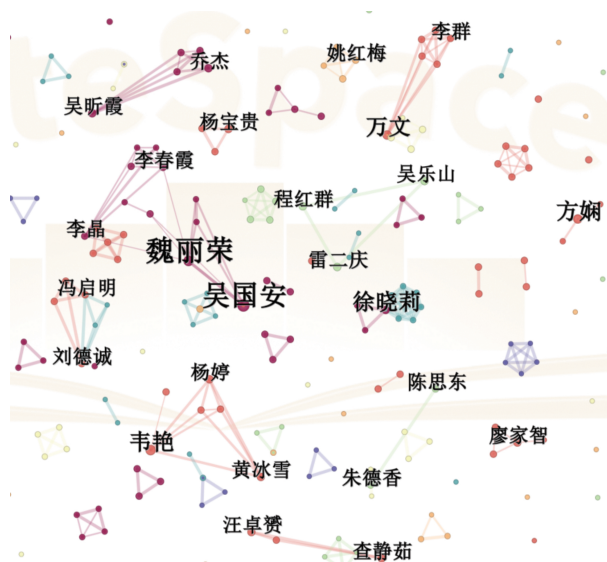 李群
姚红梅
乔杰
吴昕霞
杨宝贵
万文
李春霞
吴乐山
程红群
方娴
李晶
魏丽荣
雷二庆
冯启明
吴国安
徐晓莉
刘德诚
杨婷
陈思东
韦艳
廖家智
黄冰雪
朱德香
汪卓赟
查静茹